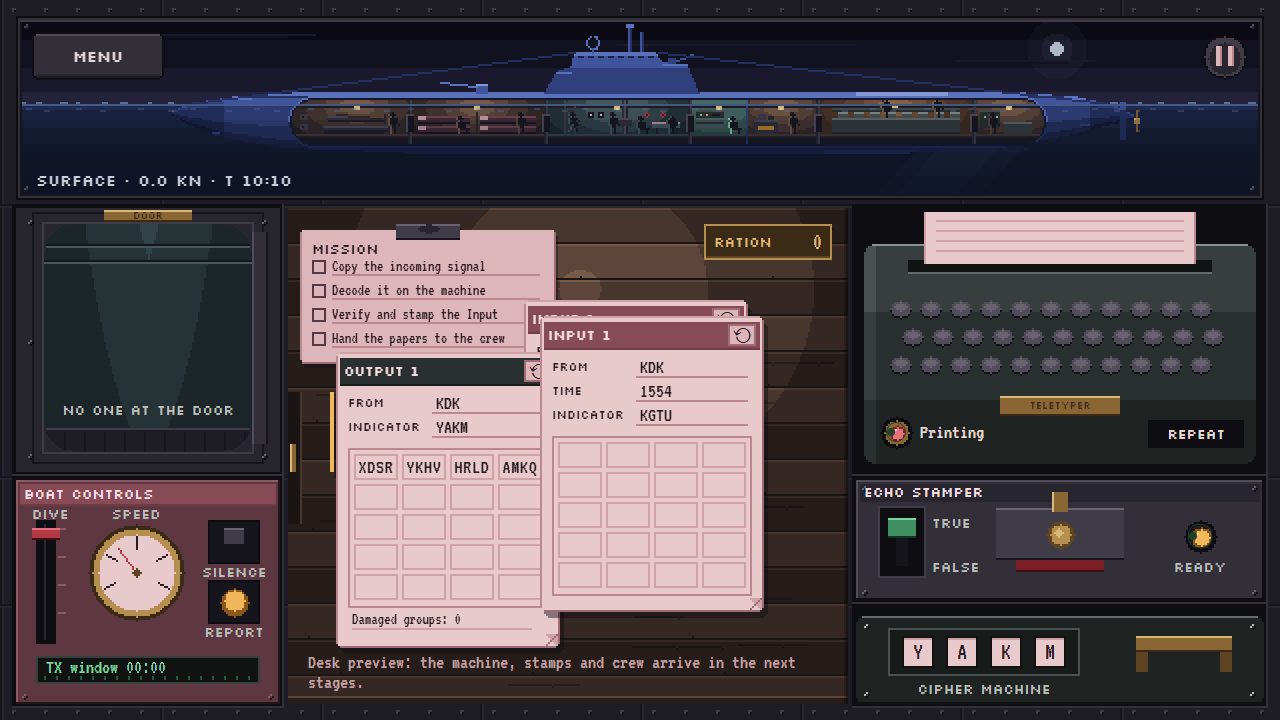 MENU
SURFACE · 0.0 KN · T 10:10
DOOR
NO ONE AT THE DOOR
MISSION
Copy the incoming signal
Decode it on the machine
Verify and stamp the Input
Hand the papers to the crew
RATION 0
INPUT 1
FROM KDK
TIME 1554
INDICATOR KGTU
OUTPUT 1
FROM KDK
INDICATOR YAKM
XDSR YKHV HRLD AMKQ
Damaged groups: 0
Desk preview: the machine, stamps and crew arrive in the next
stages.
TELETYPER
Printing
REPEAT
BOAT CONTROLS
DIVE SPEED
SILENCE
REPORT
TX window 00:00
ECHO STAMPER
TRUE
FALSE
READY
Y A K M
CIPHER MACHINE